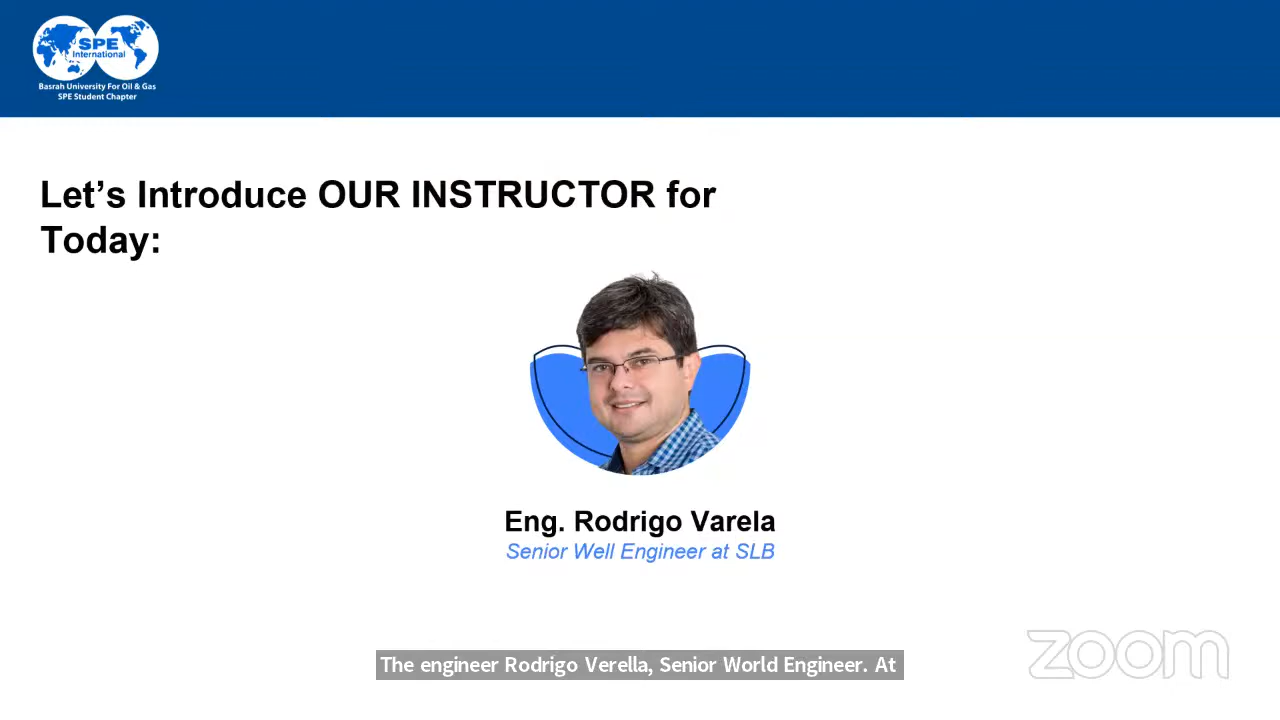 SPE
International
Basrah University For Oil & Gas
SPE Student Chapter
Let’s Introduce OUR INSTRUCTOR for
Today:
Eng. Rodrigo Varela
Senior Well Engineer at SLB
The engineer Rodrigo Verella, Senior World Engineer. At
zoom